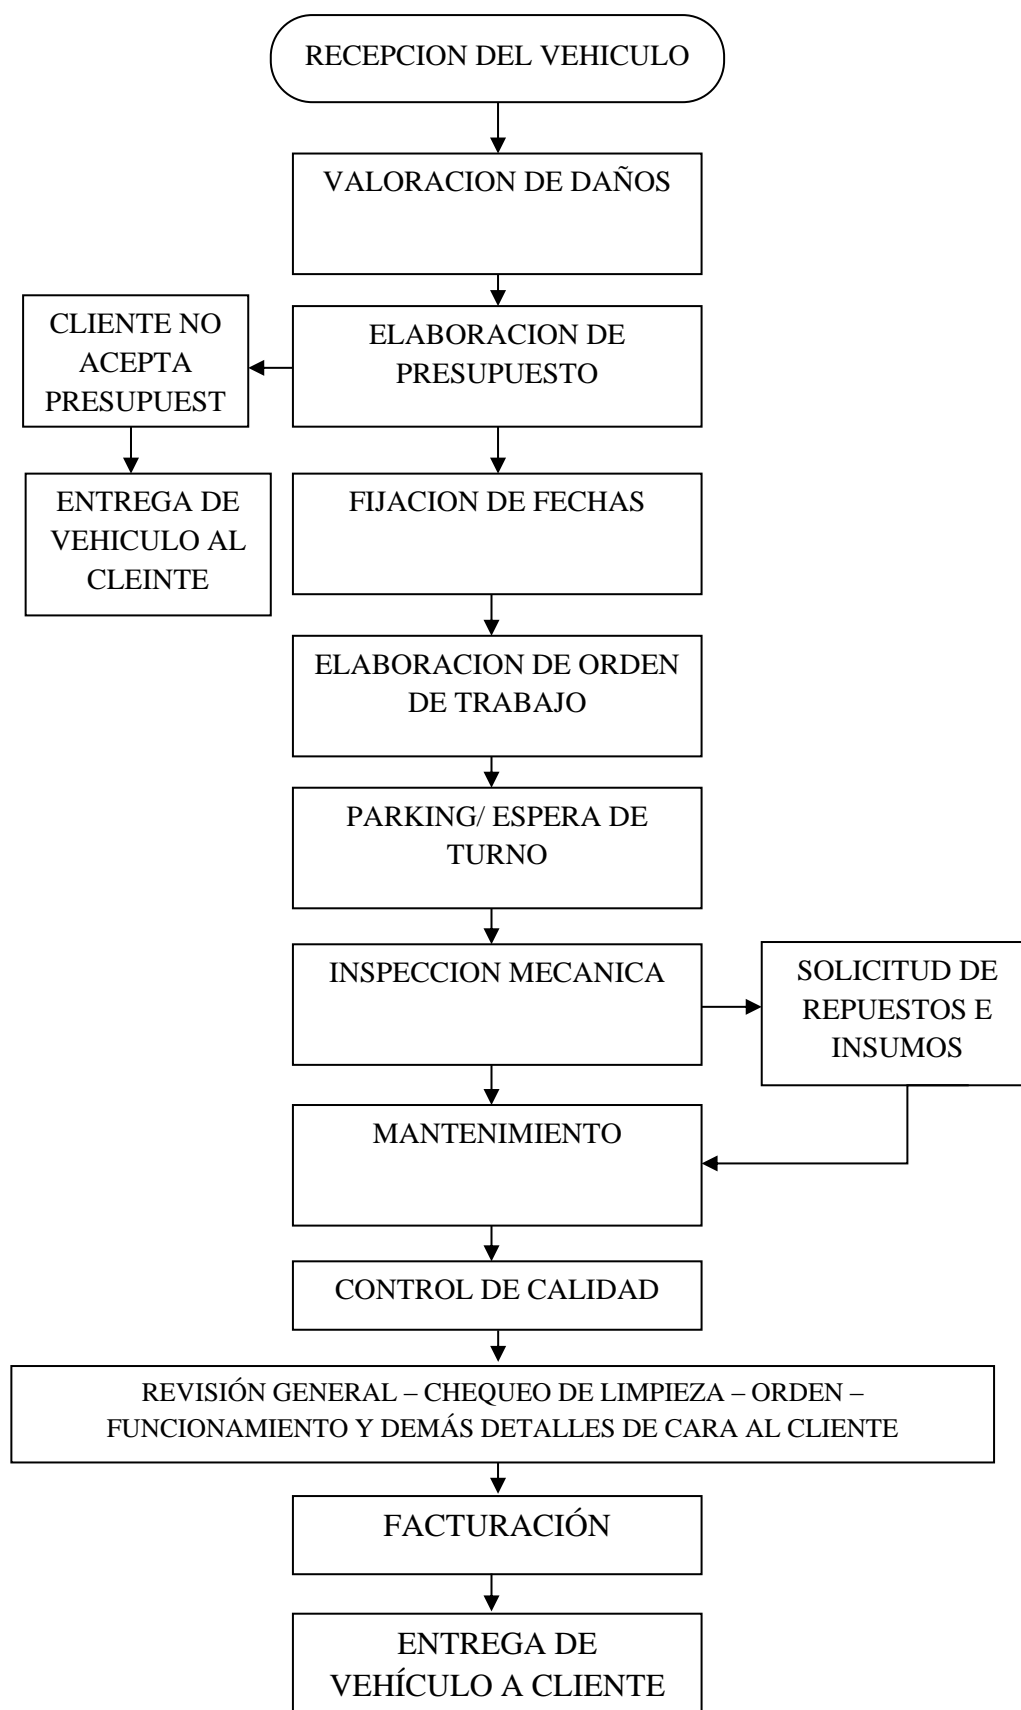 RECEPCION DEL VEHICULO
VALORACION DE DAÑOS
ELABORACION DE
PRESUPUESTO
CLIENTE NO
ACEPTA
PRESUPUEST
ENTREGA DE
VEHICULO AL
CLEINTE
FIJACION DE FECHAS
ELABORACION DE ORDEN
DE TRABAJO
PARKING/ ESPERA DE
TURNO
INSPECCION MECANICA
SOLICITUD DE
REPUESTOS E
INSUMOS
MANTENIMIENTO
CONTROL DE CALIDAD
REVISIÓN GENERAL – CHEQUEO DE LIMPIEZA – ORDEN –
FUNCIONAMIENTO Y DEMÁS DETALLES DE CARA AL CLIENTE
FACTURACIÓN
ENTREGA DE
VEHÍCULO A CLIENTE